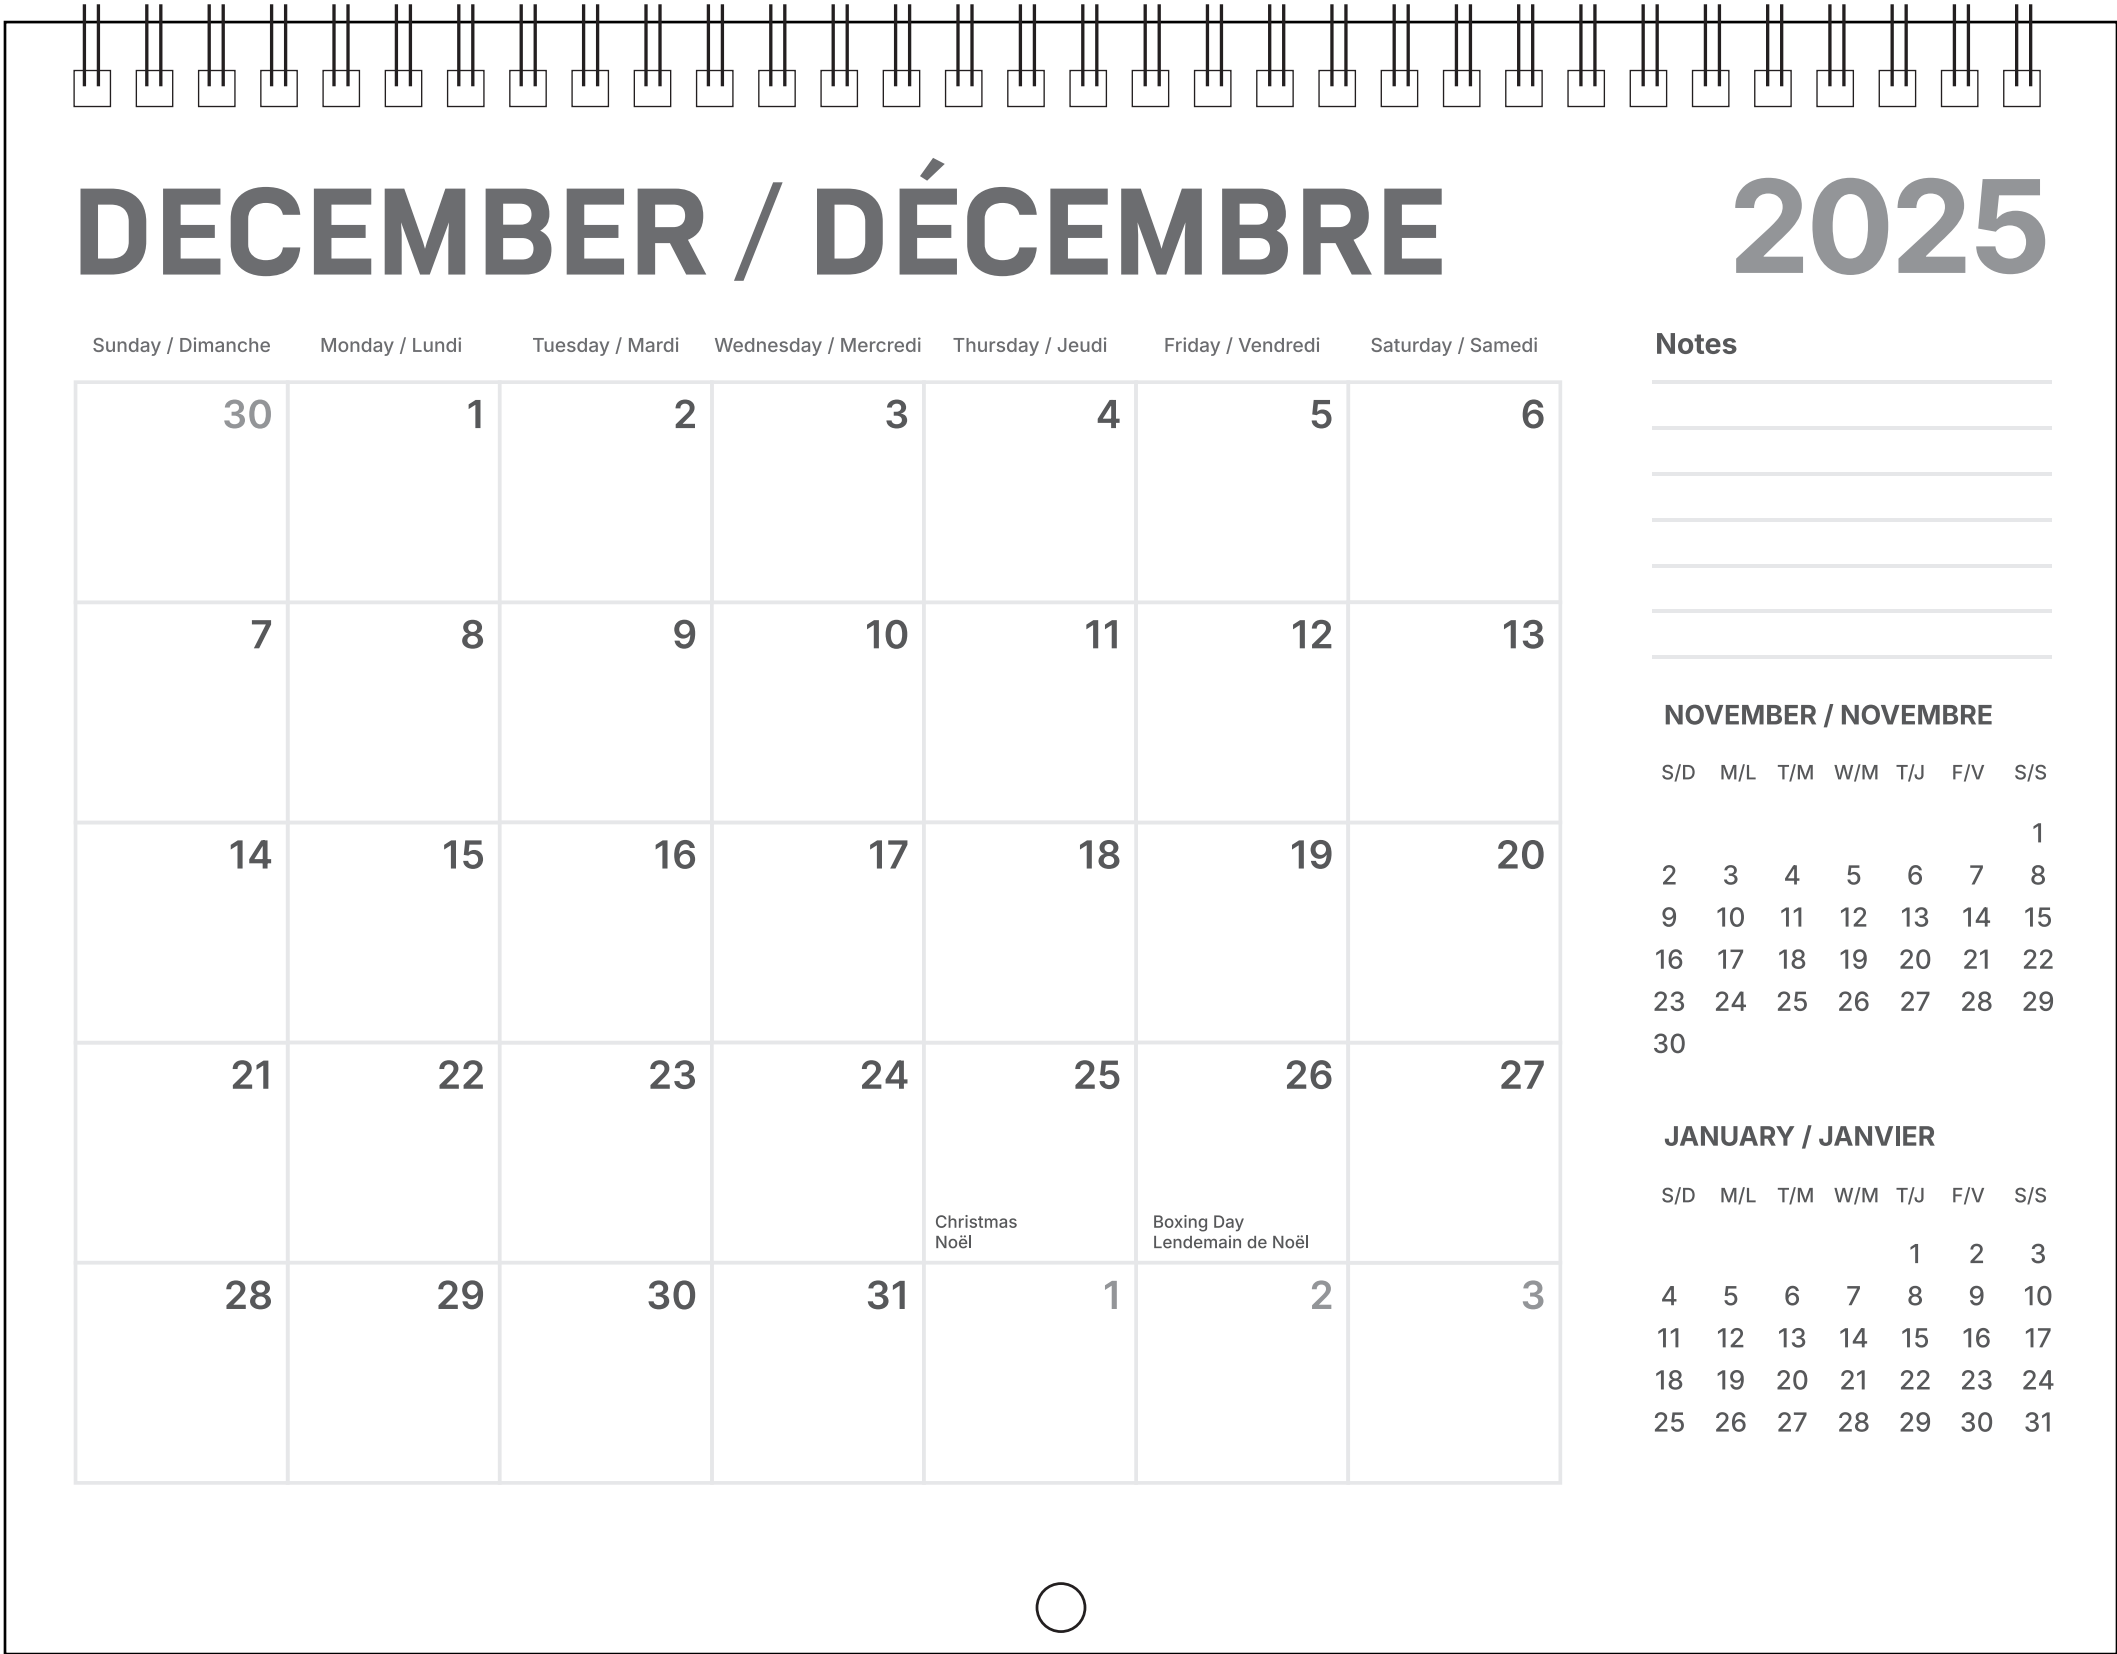 DECEMBER / DÉCEMBRE 2025
Sunday / Dimanche Monday / Lundi Tuesday / Mardi Wednesday / Mercredi Thursday / Jeudi Friday / Vendredi Saturday / Samedi
30 1 2 3 4 5 6
7 8 9 10 11 12 13
14 15 16 17 18 19 20
21 22 23 24 25 26 27
Christmas
Noël
Boxing Day
Lendemain de Noël
28 29 30 31 1 2 3
Notes
NOVEMBER / NOVEMBRE
S/D M/L T/M W/M T/J F/V S/S
1
2 3 4 5 6 7 8
9 10 11 12 13 14 15
16 17 18 19 20 21 22
23 24 25 26 27 28 29
30
JANUARY / JANVIER
S/D M/L T/M W/M T/J F/V S/S
1 2 3
4 5 6 7 8 9 10
11 12 13 14 15 16 17
18 19 20 21 22 23 24
25 26 27 28 29 30 31